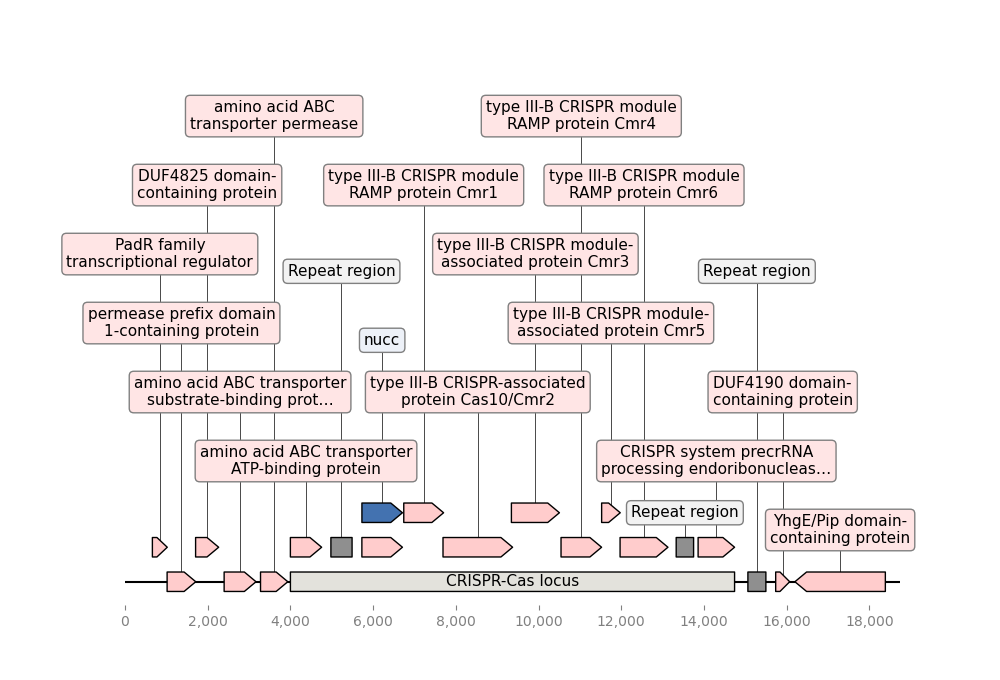 amino acid ABC
transporter permease
type III-B CRISPR module
RAMP protein Cmr4
DUF4825 domain-
containing protein
type III-B CRISPR module
RAMP protein Cmr1
type III-B CRISPR module
RAMP protein Cmr6
PadR family
transcriptional regulator
type III-B CRISPR module-
associated protein Cmr3
Repeat region
Repeat region
permease prefix domain
1-containing protein
type III-B CRISPR module-
associated protein Cmr5
nucc
amino acid ABC transporter
substrate-binding prot...
type III-B CRISPR-associated
protein Cas10/Cmr2
DUF4190 domain-
containing protein
amino acid ABC transporter
ATP-binding protein
CRISPR system precrRNA
processing endoribonucleas...
Repeat region
YhgE/Pip domain-
containing protein
CRISPR-Cas locus
0
2,000
4,000
6,000
8,000
10,000
12,000
14,000
16,000
18,000